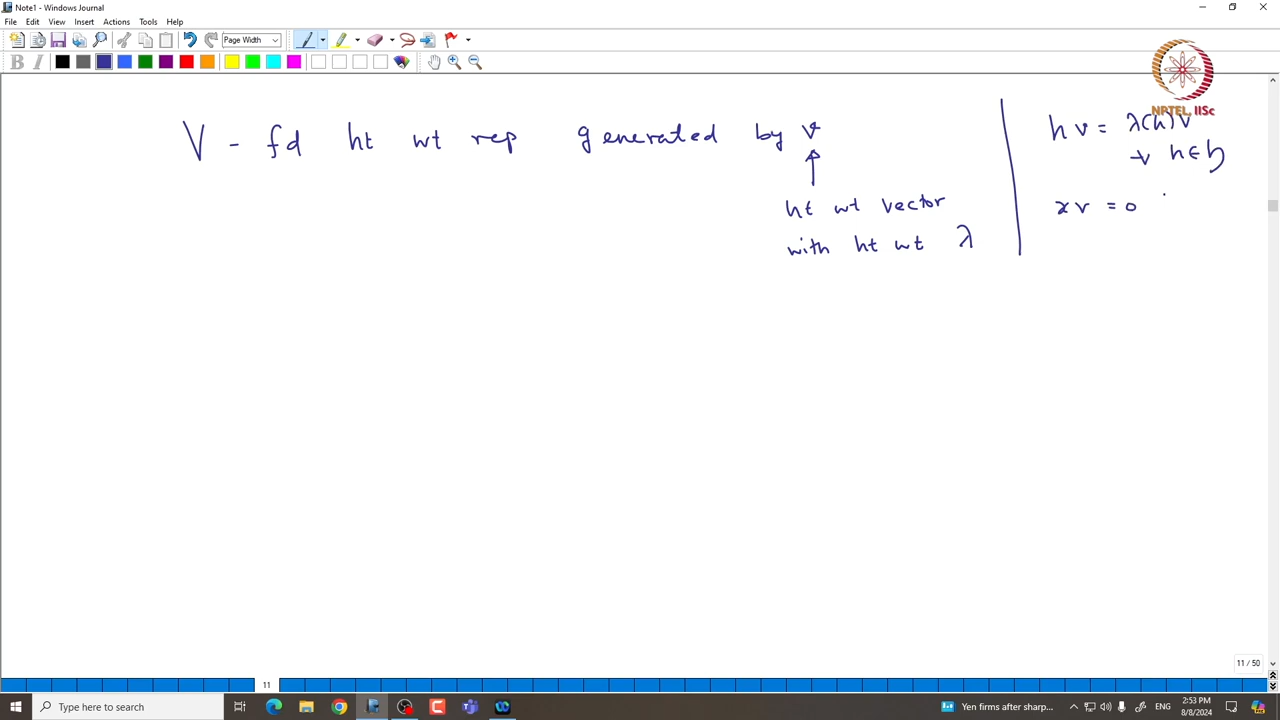 Note1 - Windows Journal
File Edit View Insert Actions Tools Help
Page Width
B I
NPTEL, IISc
V - fd ht wt rep generated by v
↑
ht wt vector
with ht wt λ
hv = λ(h)v
∀ h ∈ 𝔥
xv = 0
11 / 50
11
Type here to search
Yen firms after sharp...
2:53 PM
8/8/2024